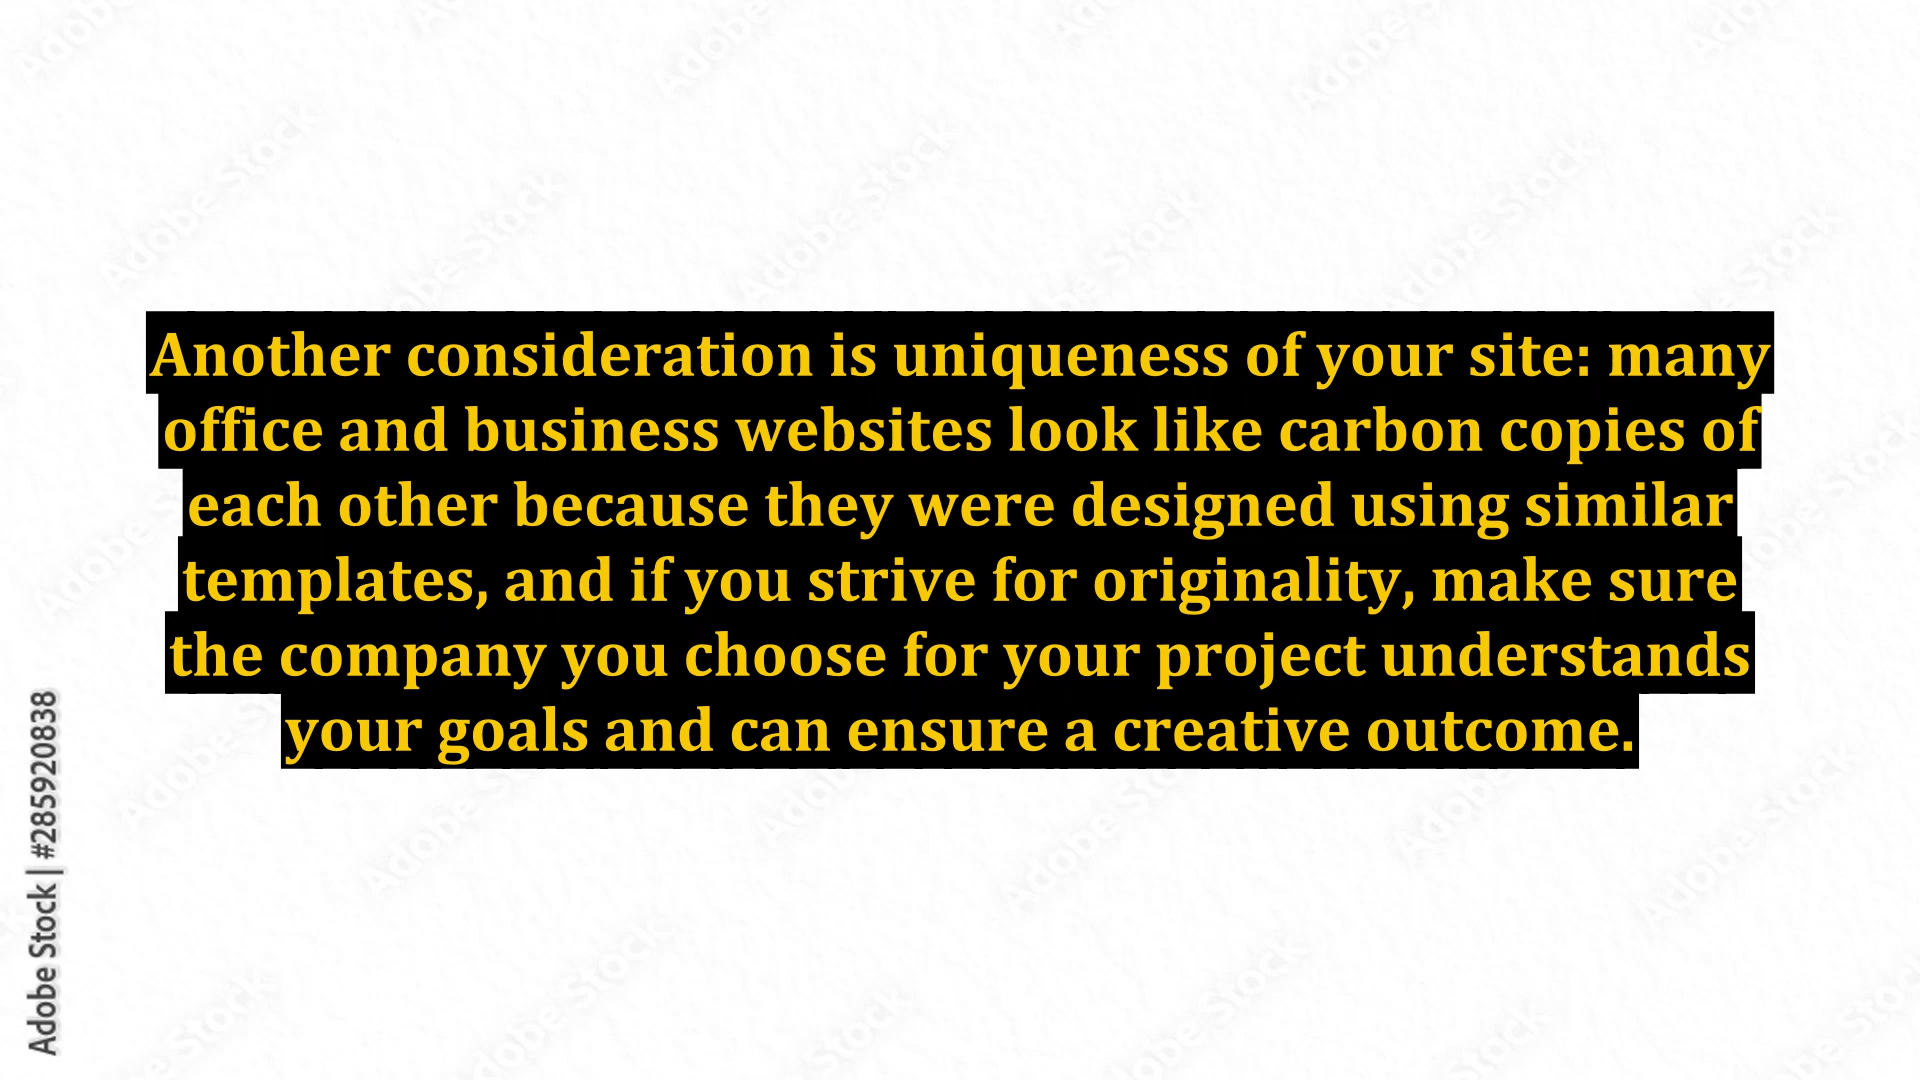 Another consideration is uniqueness of your site: many
office and business websites look like carbon copies of
each other because they were designed using similar
templates, and if you strive for originality, make sure
the company you choose for your project understands
your goals and can ensure a creative outcome.
Adobe Stock | #285920838